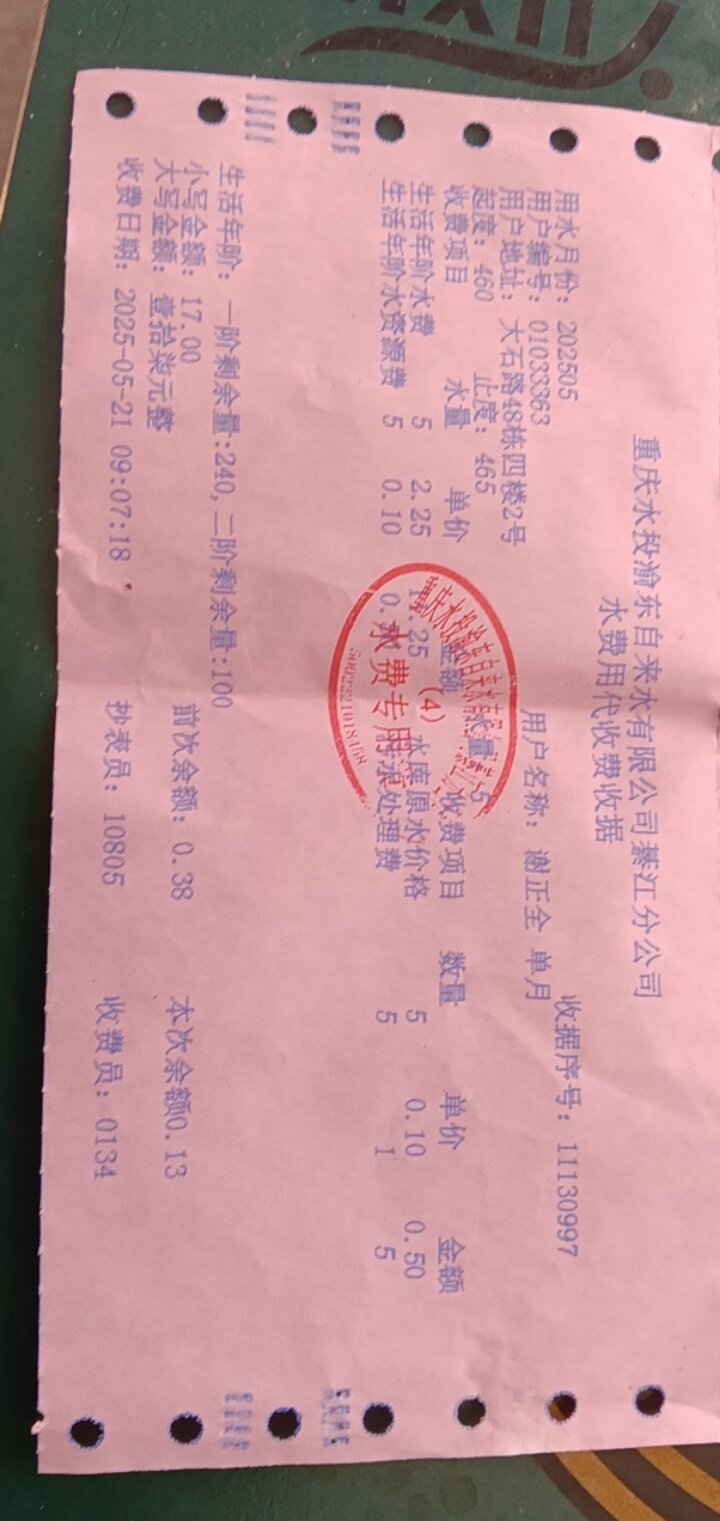 重庆水投渝东自来水有限公司綦江分公司
水费用代收费收据
用水月份: 202505 收据序号: 11130997
用户编号: 01033363 用户名称: 谢正全 单月
用户地址: 大石路48栋四楼2号
起度: 460 止度: 465 水量: 5
收费项目 水量 单价 金额 收费项目 数量 单价 金额
生活年阶水费 5 2.25 11.25 水库原水价格 5 0.10 0.50
生活年阶水资源费 5 0.10 污水处理费 5 1 5
生活年阶: 一阶剩余量:240,二阶剩余量:100
小写金额: 17.00 前次余额: 0.38 本次余额0.13
大写金额: 壹拾柒元整
收费日期: 2025-05-21 09:07:18 抄表员: 10805 收费员: 0134
(4)
水费专用